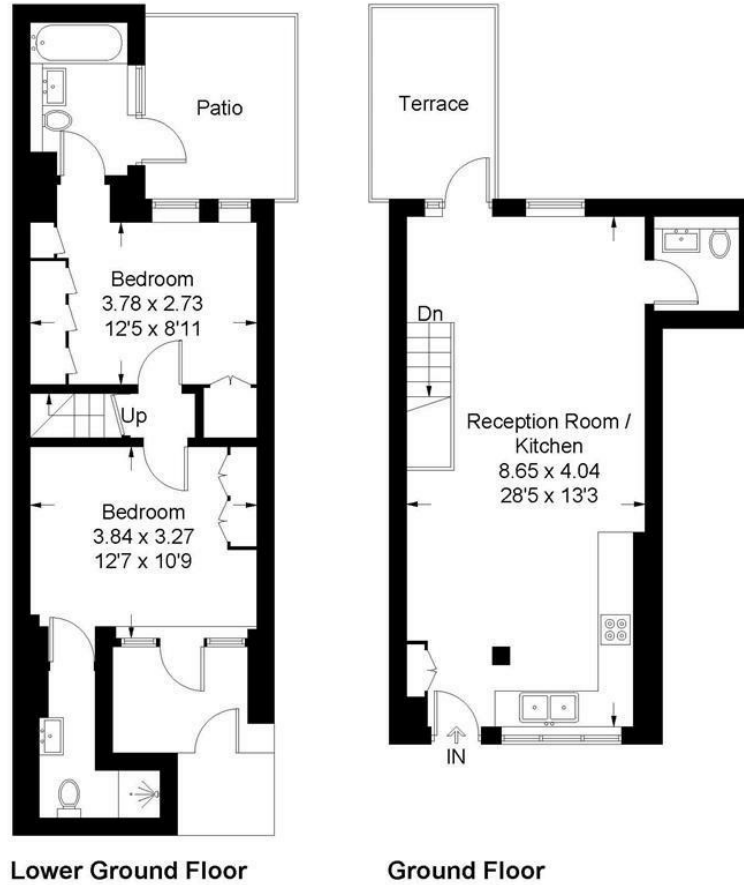 Patio
Bedroom
3.78 x 2.73
12'5 x 8'11
Up
Bedroom
3.84 x 3.27
12'7 x 10'9
Lower Ground Floor
Terrace
Dn
Reception Room /
Kitchen
8.65 x 4.04
28'5 x 13'3
IN
Ground Floor